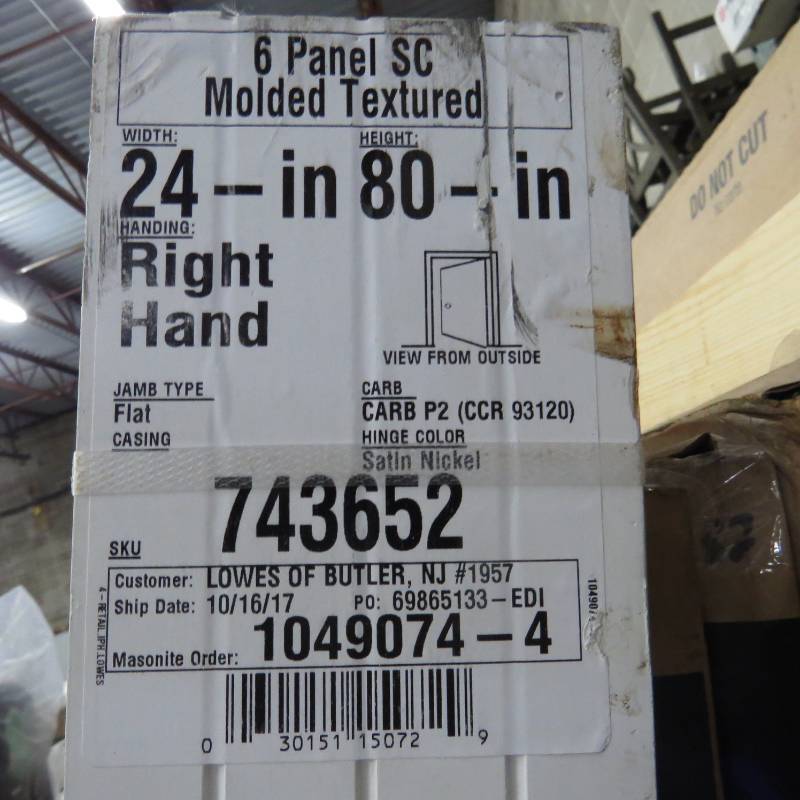 6 Panel SC
Molded Textured
WIDTH: HEIGHT:
24 - in 80 - in
HANDING:
Right
Hand
VIEW FROM OUTSIDE
JAMB TYPE CARB
Flat CARB P2 (CCR 93120)
CASING HINGE COLOR
Satin Nickel
SKU 743652
Customer: LOWES OF BUTLER, NJ #1957
Ship Date: 10/16/17 PO: 69865133-EDI
Masonite Order: 1049074-4
0 30151 15072 9
DO NOT CUT